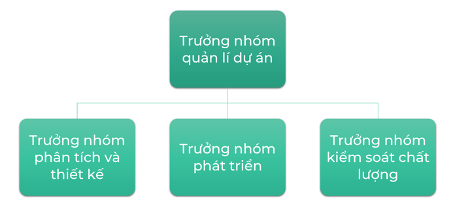 Trưởng nhóm
quản lí dự án
Trưởng nhóm
phân tích và
thiết kế
Trưởng nhóm
phát triển
Trưởng nhóm
kiểm soát chất
lượng